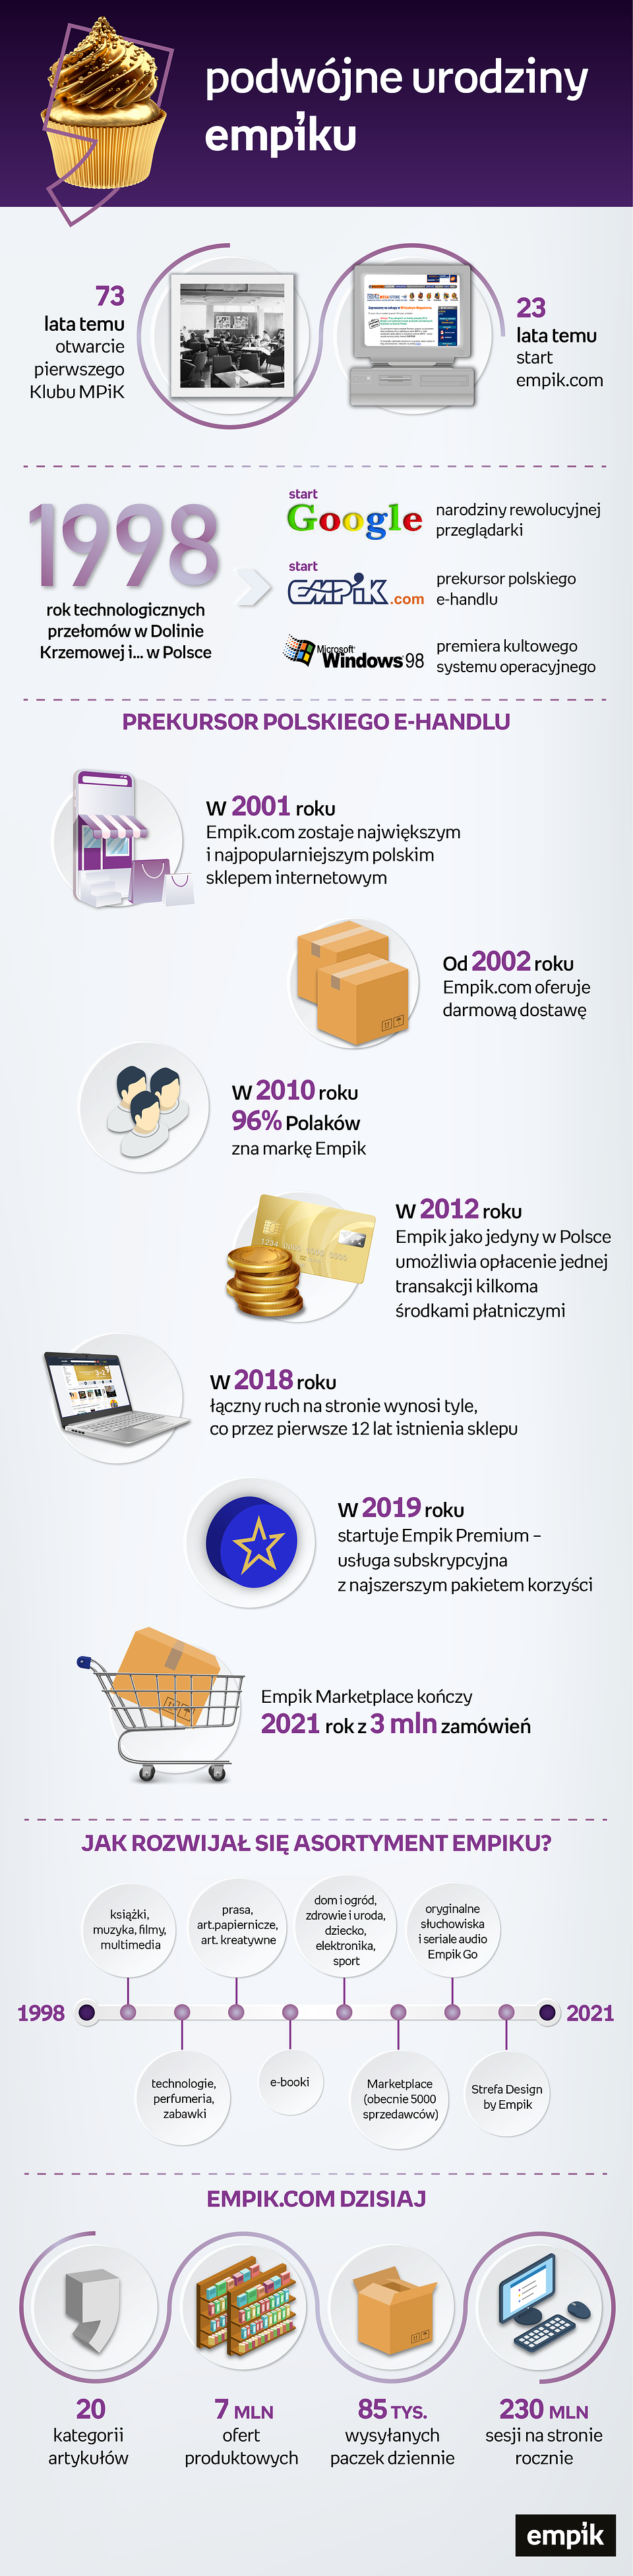 podwójne urodziny
empiku
73
lata temu
otwarcie
pierwszego
Klubu MPiK
23
lata temu
start
empik.com
1998
rok technologicznych
przełomów w Dolinie
Krzemowej i... w Polsce
start
Google
narodziny rewolucyjnej
przeglądarki
start
EMPiK.com
prekursor polskiego
e-handlu
Microsoft
Windows 98
premiera kultowego
systemu operacyjnego
PREKURSOR POLSKIEGO E-HANDLU
W 2001 roku
Empik.com zostaje największym
i najpopularniejszym polskim
sklepem internetowym
Od 2002 roku
Empik.com oferuje
darmową dostawę
W 2010 roku
96% Polaków
zna markę Empik
W 2012 roku
Empik jako jedyny w Polsce
umożliwia opłacenie jednej
transakcji kilkoma
środkami płatniczymi
W 2018 roku
łączny ruch na stronie wynosi tyle,
co przez pierwsze 12 lat istnienia sklepu
W 2019 roku
startuje Empik Premium –
usługa subskrypcyjna
z najszerszym pakietem korzyści
Empik Marketplace kończy
2021 rok z 3 mln zamówień
JAK ROZWIJAŁ SIĘ ASORTYMENT EMPIKU?
książki,
muzyka, filmy,
multimedia
prasa,
art.papiernicze,
art. kreatywne
dom i ogród,
zdrowie i uroda,
dziecko,
elektronika,
sport
oryginalne
słuchowiska
i seriale audio
Empik Go
1998
2021
technologie,
perfumeria,
zabawki
e-booki
Marketplace
(obecnie 5000
sprzedawców)
Strefa Design
by Empik
EMPIK.COM DZISIAJ
20
kategorii
artykułów
7 MLN
ofert
produktowych
85 TYS.
wysyłanych
paczek dziennie
230 MLN
sesji na stronie
rocznie
empik